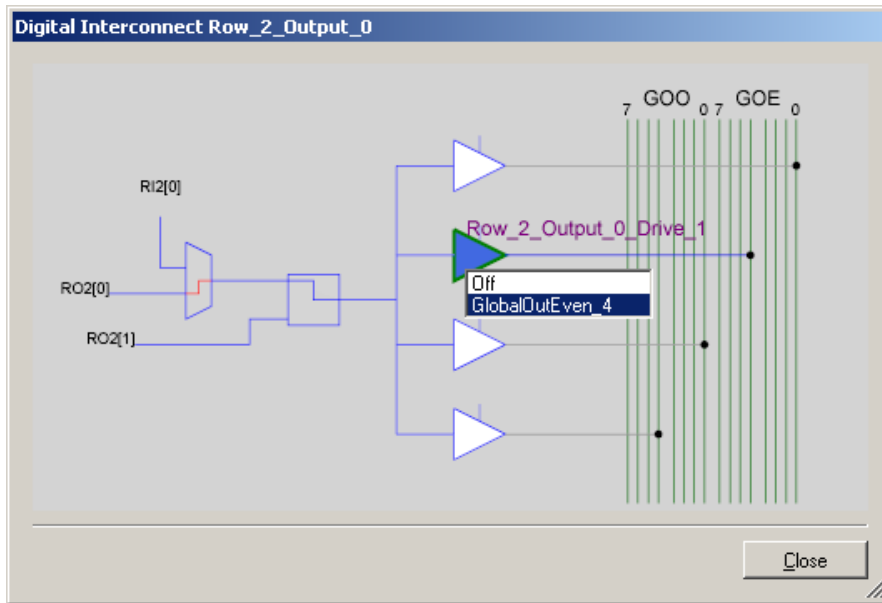 Digital Interconnect Row_2_Output_0
7 GOO 0 7 GOE 0
RI2[0]
Row_2_Output_0_Drive_1
Off
RO2[0]
GlobalOutEven_4
RO2[1]
Close